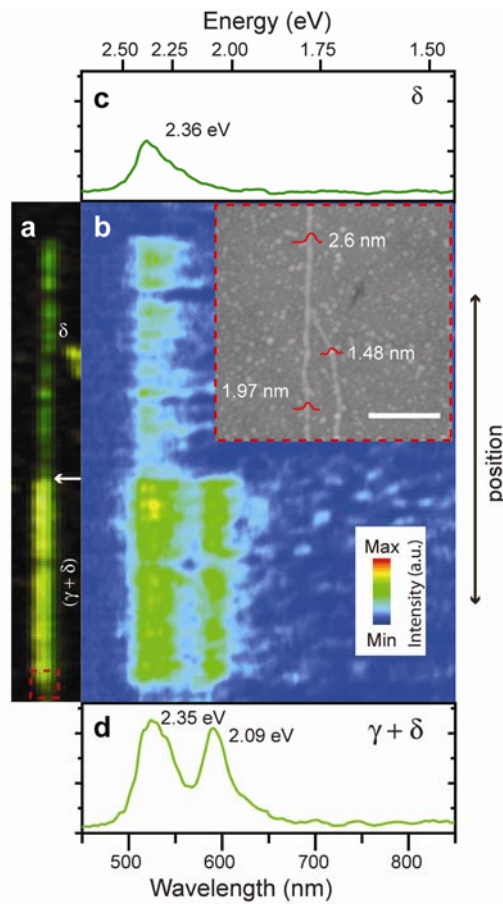 Energy (eV)
2.50 2.25 2.00 1.75 1.50
c
δ
2.36 eV
a
b
δ
2.6 nm
1.48 nm
1.97 nm
position
(γ + δ)
Max
Min
Intensity (a.u.)
d
2.35 eV
2.09 eV
γ + δ
500 600 700 800
Wavelength (nm)